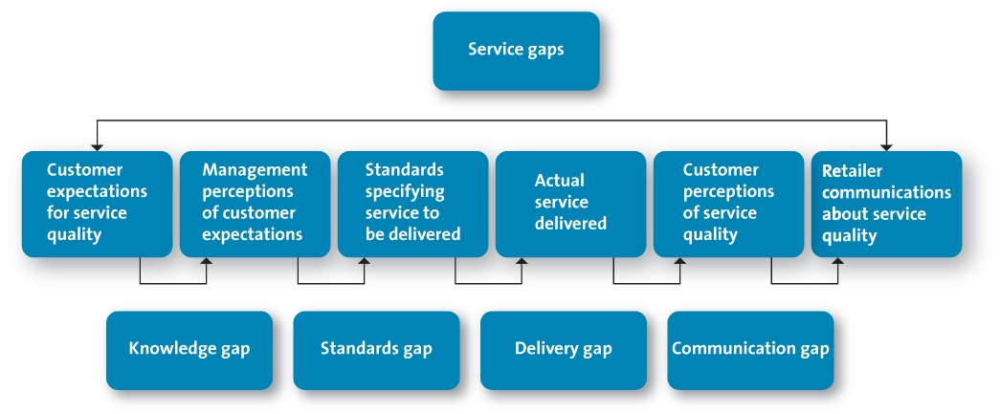 Service gaps
Customer
expectations
for service
quality
Management
perceptions
of customer
expectations
Standards
specifying
service to
be delivered
Actual
service
delivered
Customer
perceptions
of service
quality
Retailer
communications
about service
quality
Knowledge gap
Standards gap
Delivery gap
Communication gap